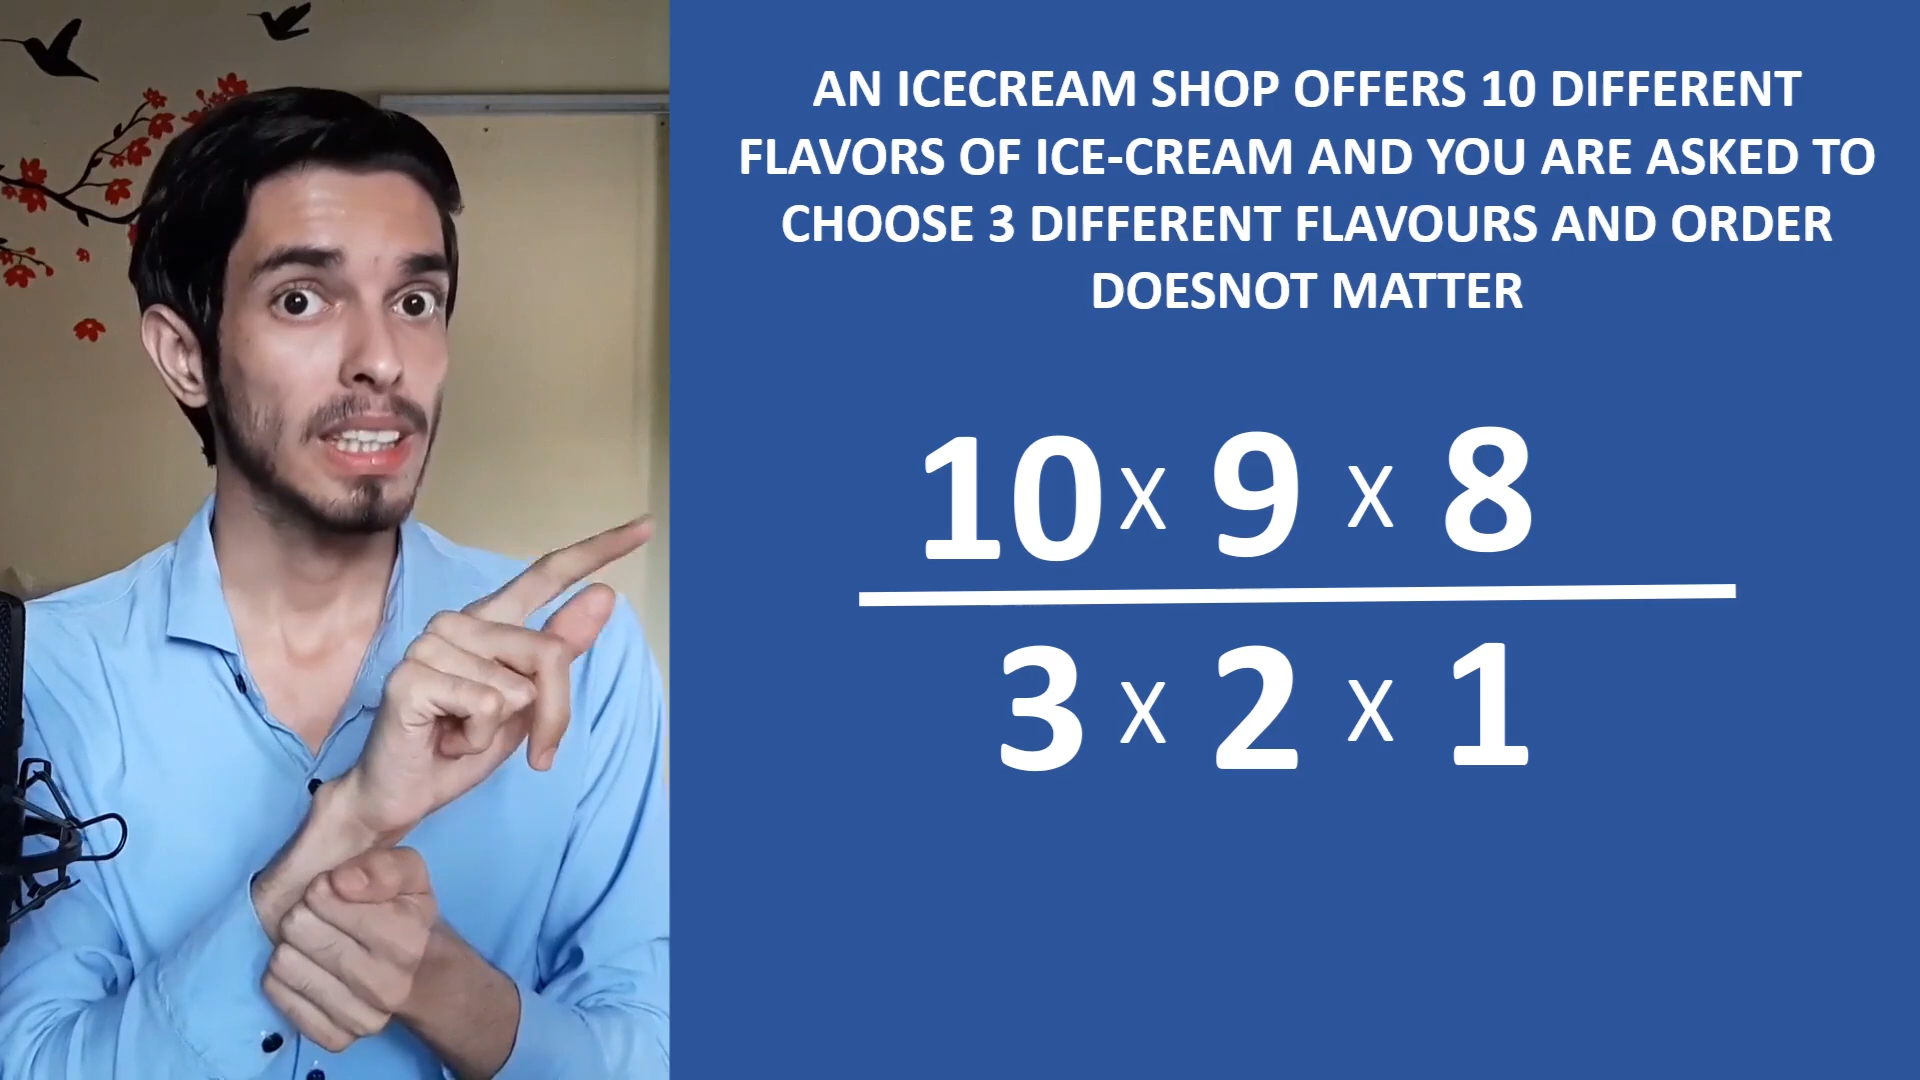 AN ICECREAM SHOP OFFERS 10 DIFFERENT
FLAVORS OF ICE-CREAM AND YOU ARE ASKED TO
CHOOSE 3 DIFFERENT FLAVOURS AND ORDER
DOESNOT MATTER
10 X 9 X 8
3 X 2 X 1